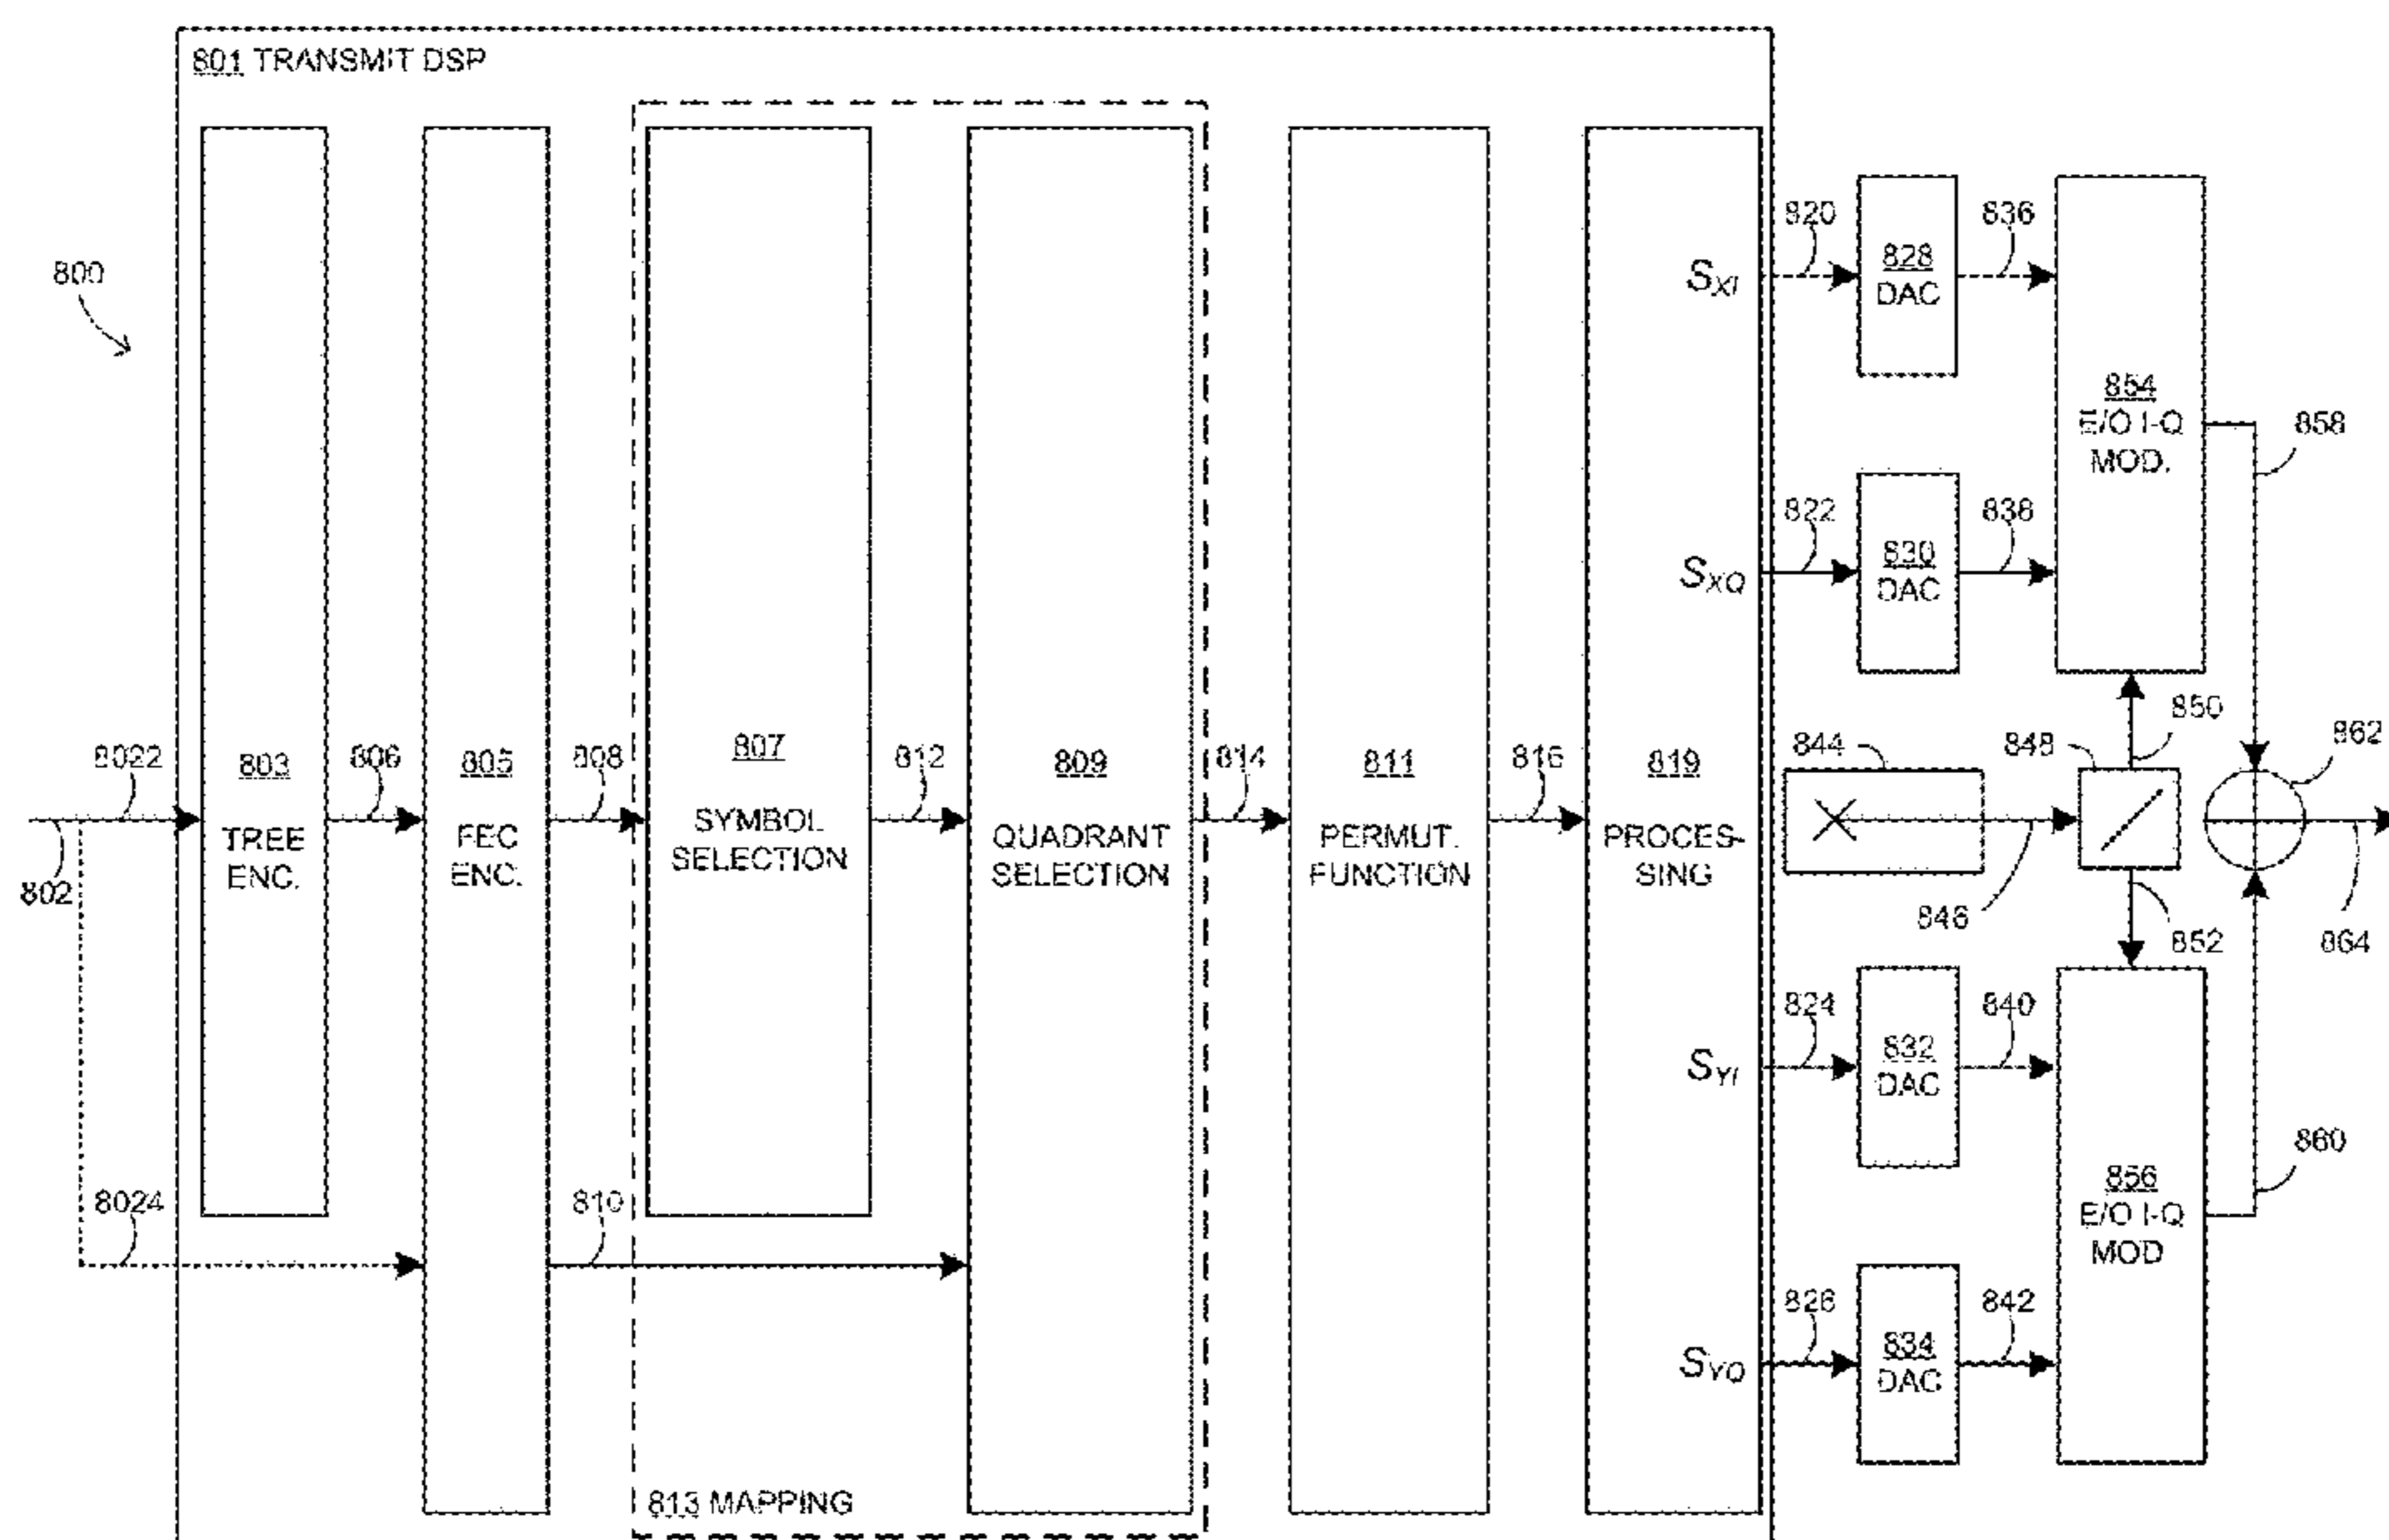 801 TRANSMIT DSP
800
802
8022
8024
803
TREE
ENC.
806
805
FEC
ENC.
808
810
807
SYMBOL
SELECTION
812
809
QUADRANT
SELECTION
813 MAPPING
814
811
PERMUT.
FUNCTION
816
819
PROCES-
SING
SXI
SXQ
SYI
SYQ
820
822
824
826
828
DAC
830
DAC
832
DAC
834
DAC
836
838
840
842
844
846
848
850
852
854
E/O I-Q
MOD.
856
E/O I-Q
MOD
858
860
862
864